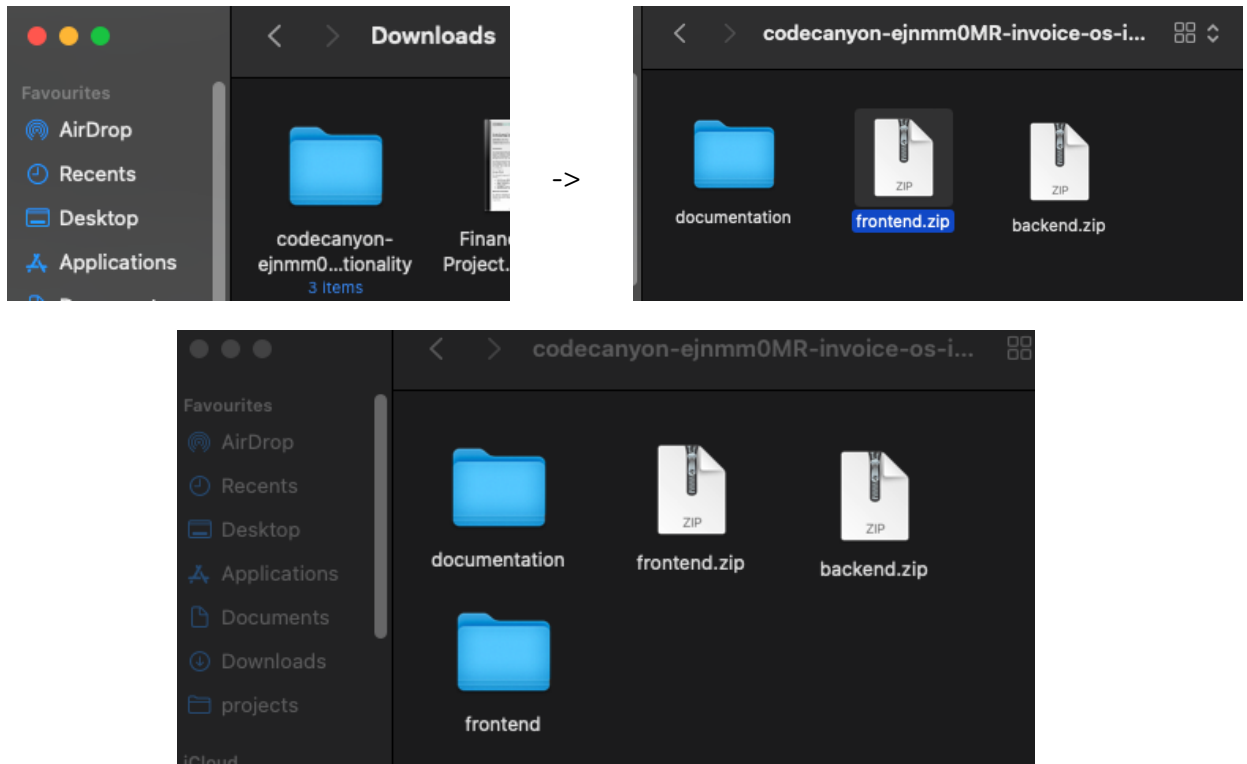 Downloads
Favourites
AirDrop
Recents
Desktop
Applications
codecanyon-
ejnmm0...tionality
3 items
Finan
Project.
->
codecanyon-ejnmm0MR-invoice-os-i...
documentation
ZIP
frontend.zip
ZIP
backend.zip
codecanyon-ejnmm0MR-invoice-os-i...
Favourites
AirDrop
Recents
Desktop
Applications
Documents
Downloads
projects
iCloud
documentation
ZIP
frontend.zip
ZIP
backend.zip
frontend